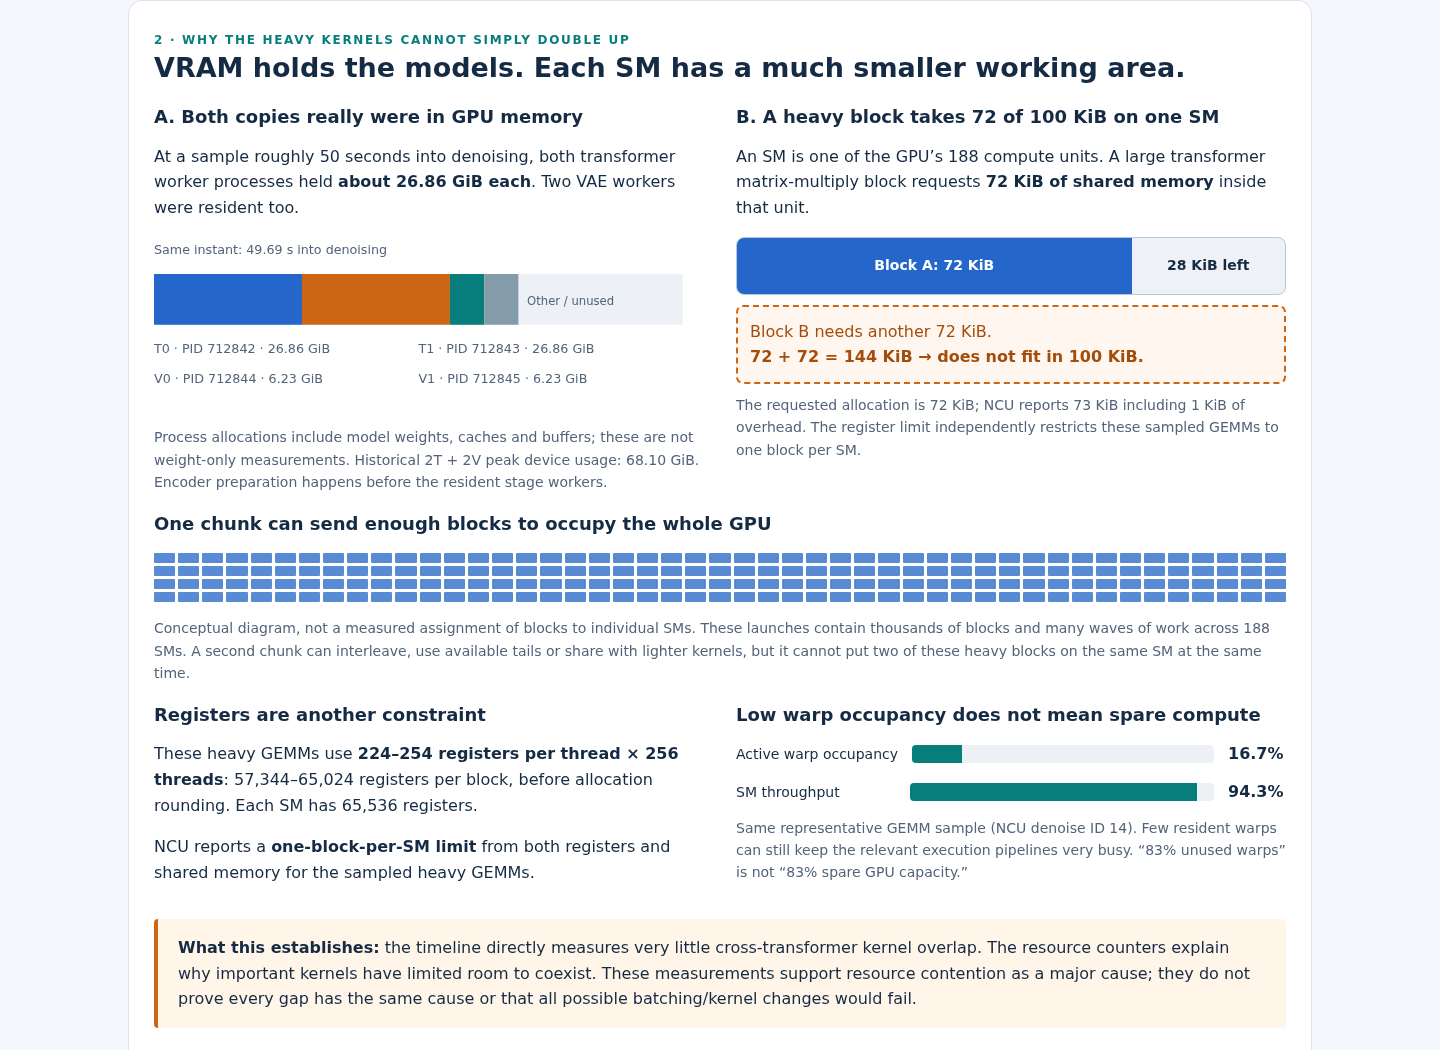 2 · WHY THE HEAVY KERNELS CANNOT SIMPLY DOUBLE UP
VRAM holds the models. Each SM has a much smaller working area.
A. Both copies really were in GPU memory
At a sample roughly 50 seconds into denoising, both transformer
worker processes held about 26.86 GiB each. Two VAE workers
were resident too.
Same instant: 49.69 s into denoising
Other / unused
T0 · PID 712842 · 26.86 GiB
T1 · PID 712843 · 26.86 GiB
V0 · PID 712844 · 6.23 GiB
V1 · PID 712845 · 6.23 GiB
Process allocations include model weights, caches and buffers; these are not
weight-only measurements. Historical 2T + 2V peak device usage: 68.10 GiB.
Encoder preparation happens before the resident stage workers.
B. A heavy block takes 72 of 100 KiB on one SM
An SM is one of the GPU’s 188 compute units. A large transformer
matrix-multiply block requests 72 KiB of shared memory inside
that unit.
Block A: 72 KiB
28 KiB left
Block B needs another 72 KiB.
72 + 72 = 144 KiB → does not fit in 100 KiB.
The requested allocation is 72 KiB; NCU reports 73 KiB including 1 KiB of
overhead. The register limit independently restricts these sampled GEMMs to
one block per SM.
One chunk can send enough blocks to occupy the whole GPU
Conceptual diagram, not a measured assignment of blocks to individual SMs. These launches contain thousands of blocks and many waves of work across 188
SMs. A second chunk can interleave, use available tails or share with lighter kernels, but it cannot put two of these heavy blocks on the same SM at the same
time.
Registers are another constraint
These heavy GEMMs use 224–254 registers per thread × 256
threads: 57,344–65,024 registers per block, before allocation
rounding. Each SM has 65,536 registers.
NCU reports a one-block-per-SM limit from both registers and
shared memory for the sampled heavy GEMMs.
Low warp occupancy does not mean spare compute
Active warp occupancy
16.7%
SM throughput
94.3%
Same representative GEMM sample (NCU denoise ID 14). Few resident warps
can still keep the relevant execution pipelines very busy. “83% unused warps”
is not “83% spare GPU capacity.”
What this establishes: the timeline directly measures very little cross-transformer kernel overlap. The resource counters explain
why important kernels have limited room to coexist. These measurements support resource contention as a major cause; they do not
prove every gap has the same cause or that all possible batching/kernel changes would fail.